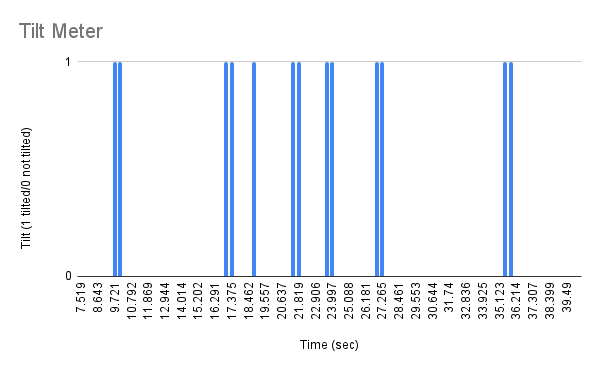 Tilt Meter
Tilt (1 tilted/0 not tilted)
1
0
7.519 8.643 9.721 10.792 11.869 12.944 14.014 15.202 16.291 17.375 18.462 19.557 20.637 21.819 22.906 23.997 25.088 26.181 27.265 28.461 29.553 30.644 31.74 32.836 33.925 35.123 36.214 37.307 38.399 39.49
Time (sec)